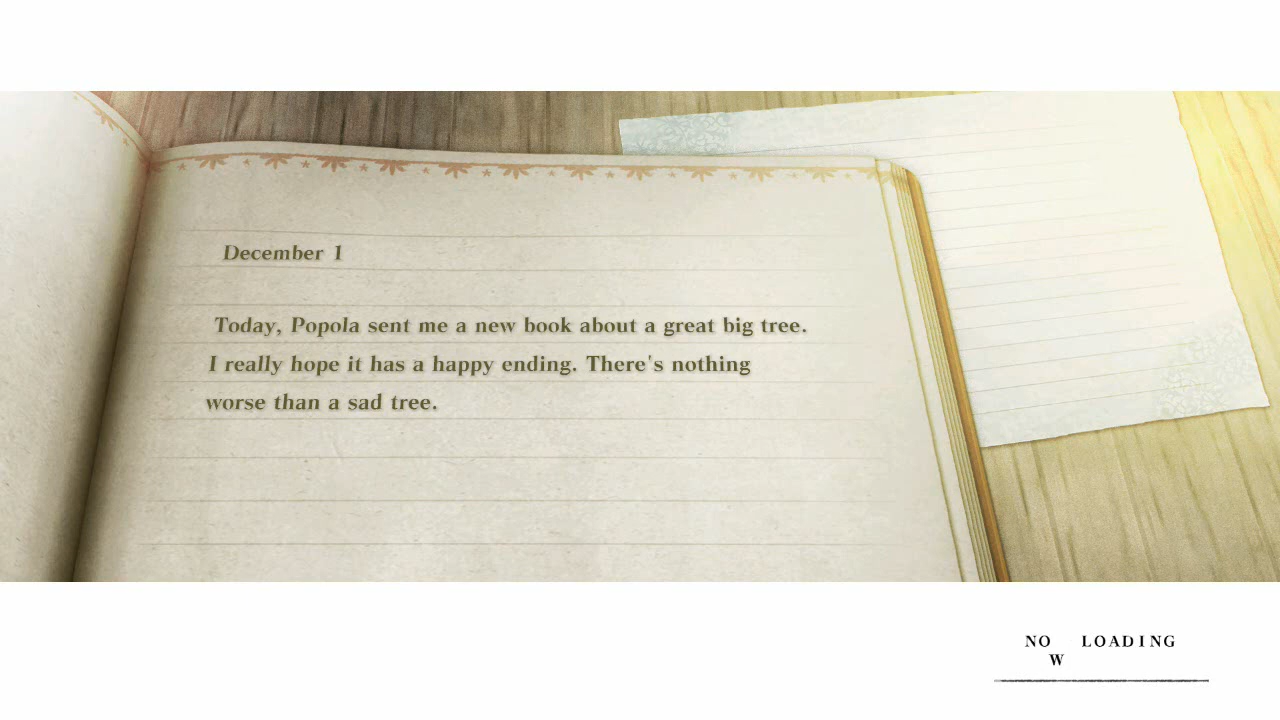 December 1
Today, Popola sent me a new book about a great big tree.
I really hope it has a happy ending. There's nothing
worse than a sad tree.
NO LOADING
W